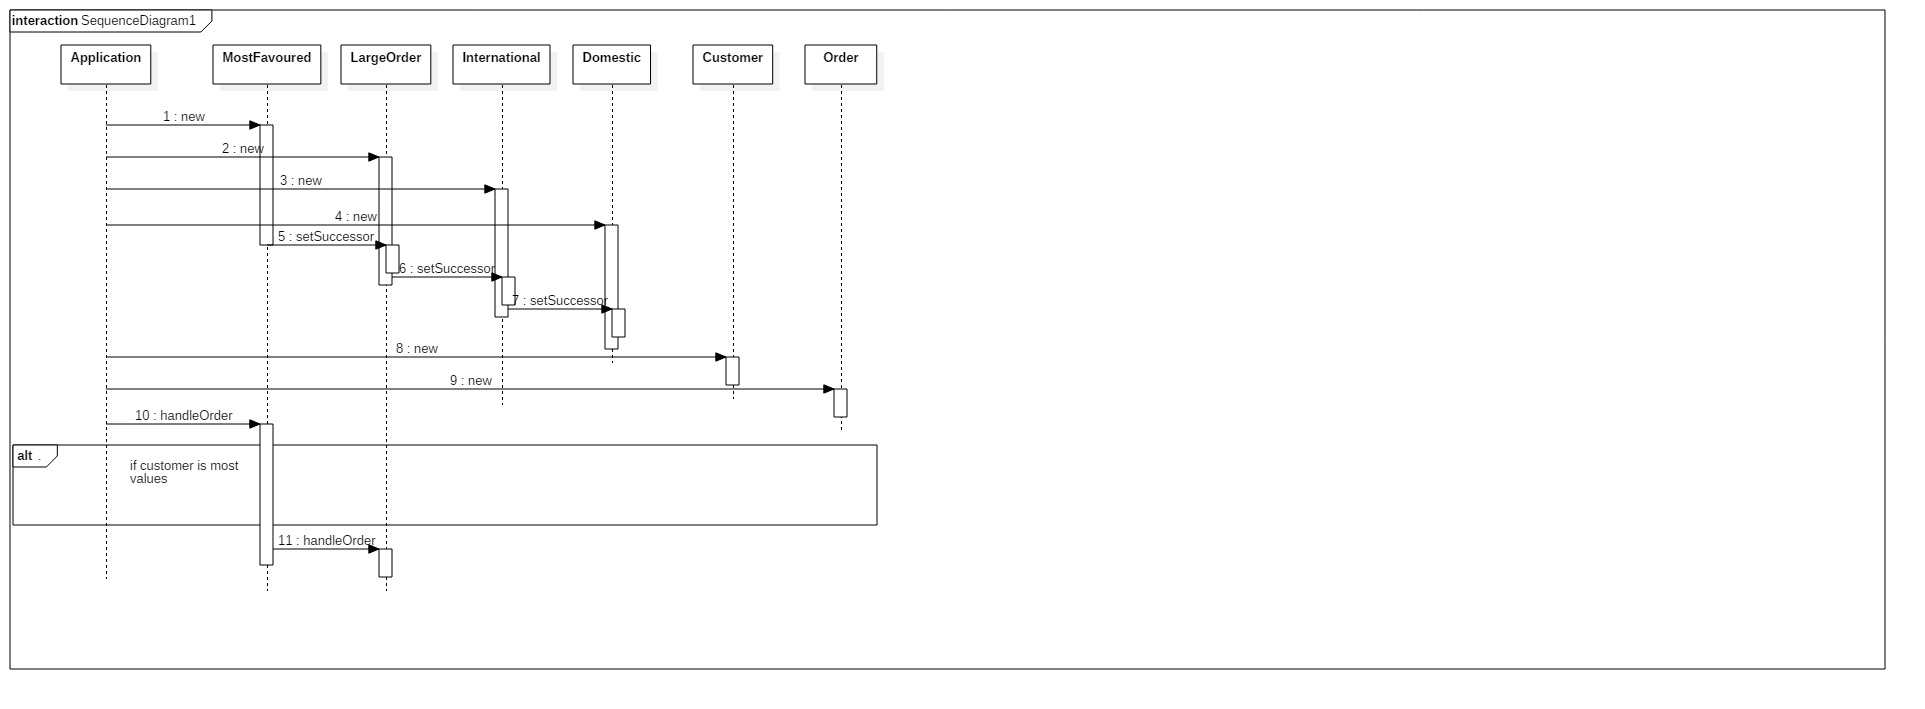 interaction SequenceDiagram1
Application
MostFavoured
LargeOrder
International
Domestic
Customer
Order
1 : new
2 : new
3 : new
4 : new
5 : setSuccessor
6 : setSuccessor
7 : setSuccessor
8 : new
9 : new
10 : handleOrder
alt .
if customer is most
values
11 : handleOrder